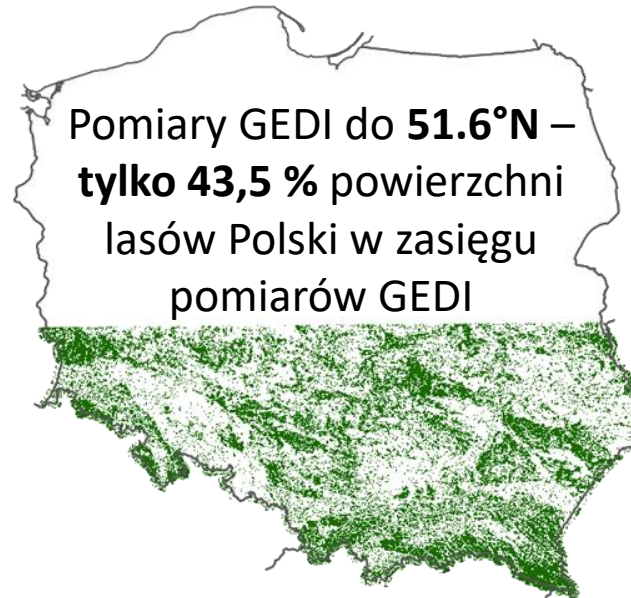 Pomiary GEDI do 51.6°N –
tylko 43,5 % powierzchni
lasów Polski w zasięgu
pomiarów GEDI